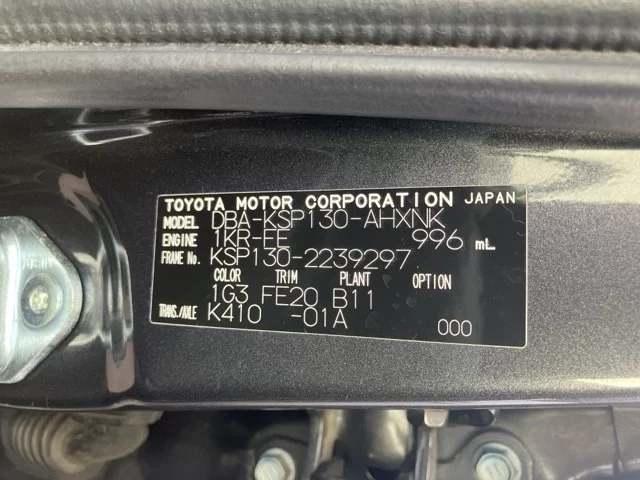 TOYOTA MOTOR CORPORATION JAPAN
MODEL DBA-KSP130-AHXNK
ENGINE 1KR-FE 996 mL
FRAME No. KSP130-2239297
COLOR TRIM PLANT OPTION
1G3 FE20 B11
TRANS./AXLE K410 -01A 000